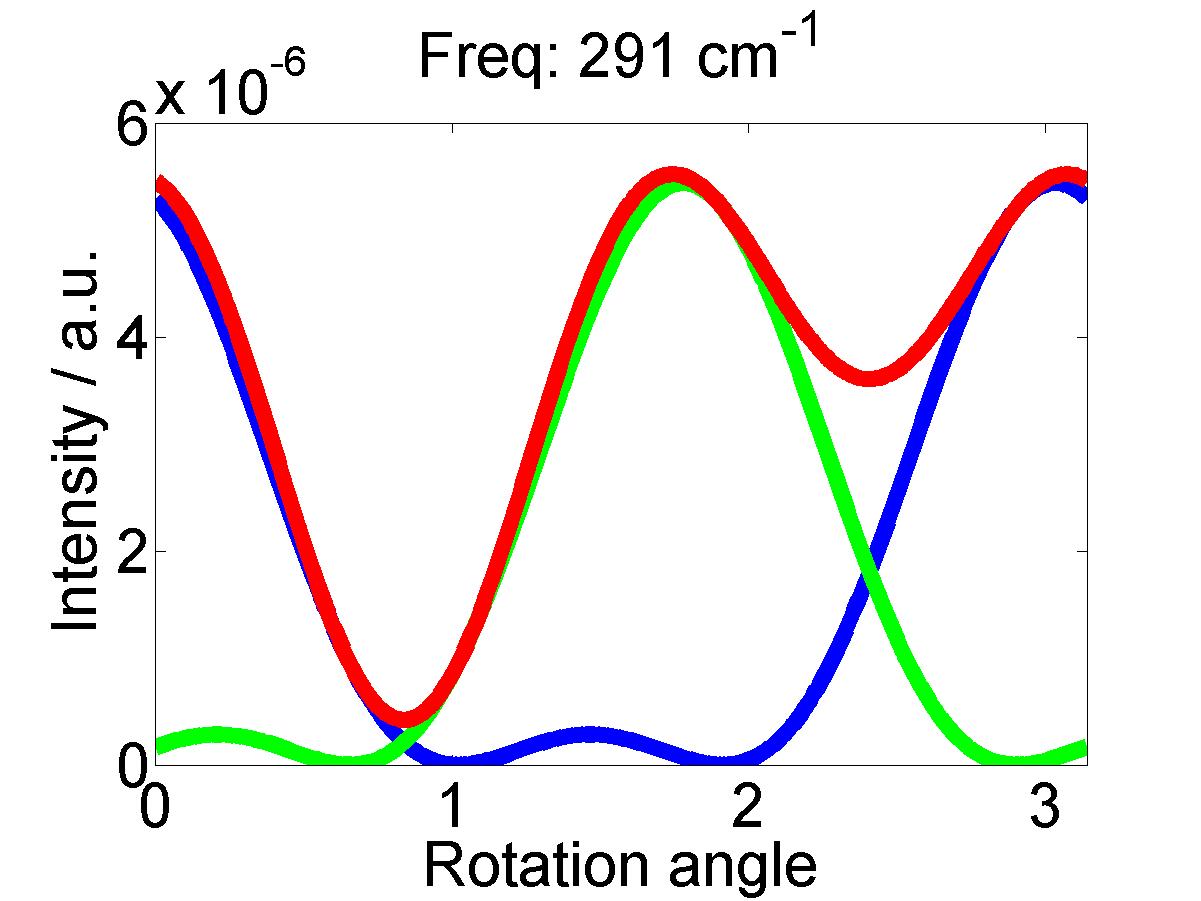 Freq: 291 cm⁻¹
x 10⁻⁶
6
4
2
0
Intensity / a.u.
0 1 2 3
Rotation angle